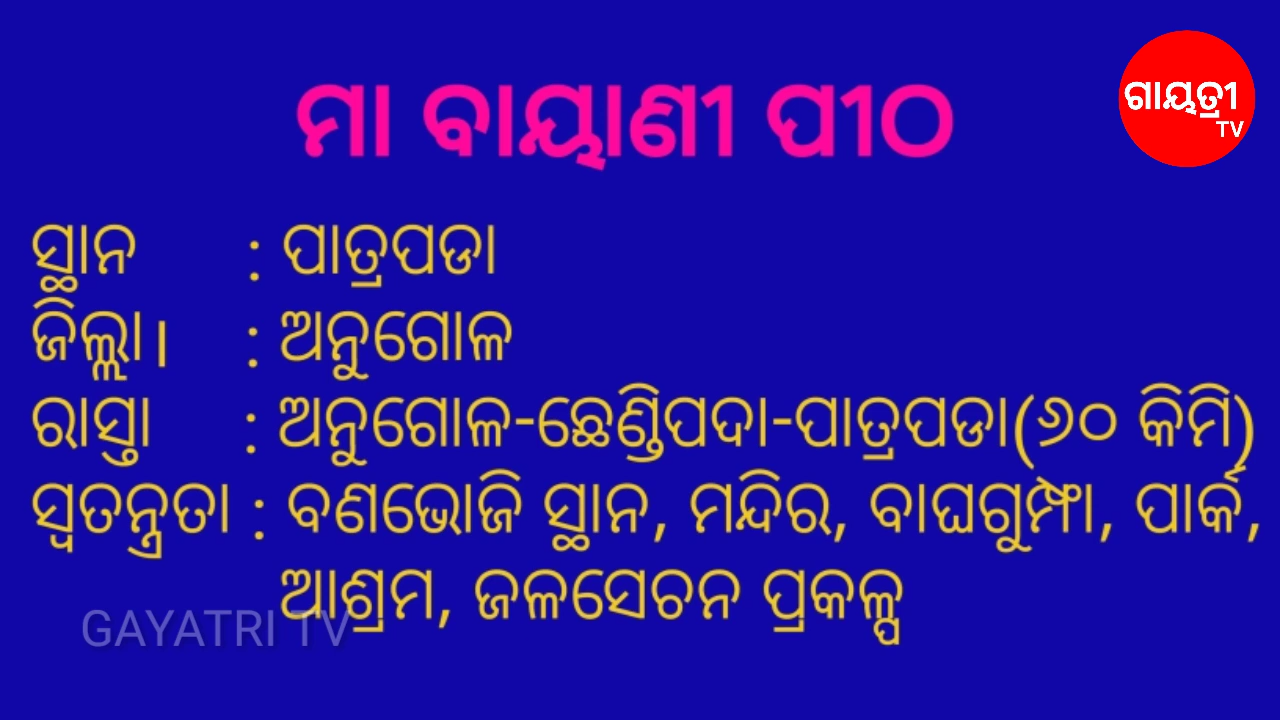 ମା ବାୟାଣୀ ପୀଠ
ଗାୟତ୍ରୀ
TV
ସ୍ଥାନ : ପାତ୍ରପଡା
ଜିଲ୍ଲା। : ଅନୁଗୋଳ
ରାସ୍ତା : ଅନୁଗୋଳ-ଛେଣ୍ଡିପଦା-ପାତ୍ରପଡା(୬୦ କିମି)
ସ୍ୱତନ୍ତ୍ରତା : ବଣଭୋଜି ସ୍ଥାନ, ମନ୍ଦିର, ବାଘଗୁମ୍ଫା, ପାର୍କ,
ଆଶ୍ରମ, ଜଳସେଚନ ପ୍ରକଳ୍ପ
GAYATRI TV